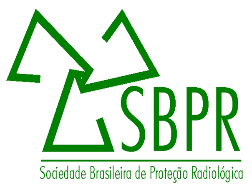 SBPR
Sociedade Brasileira de Proteção Radiológica